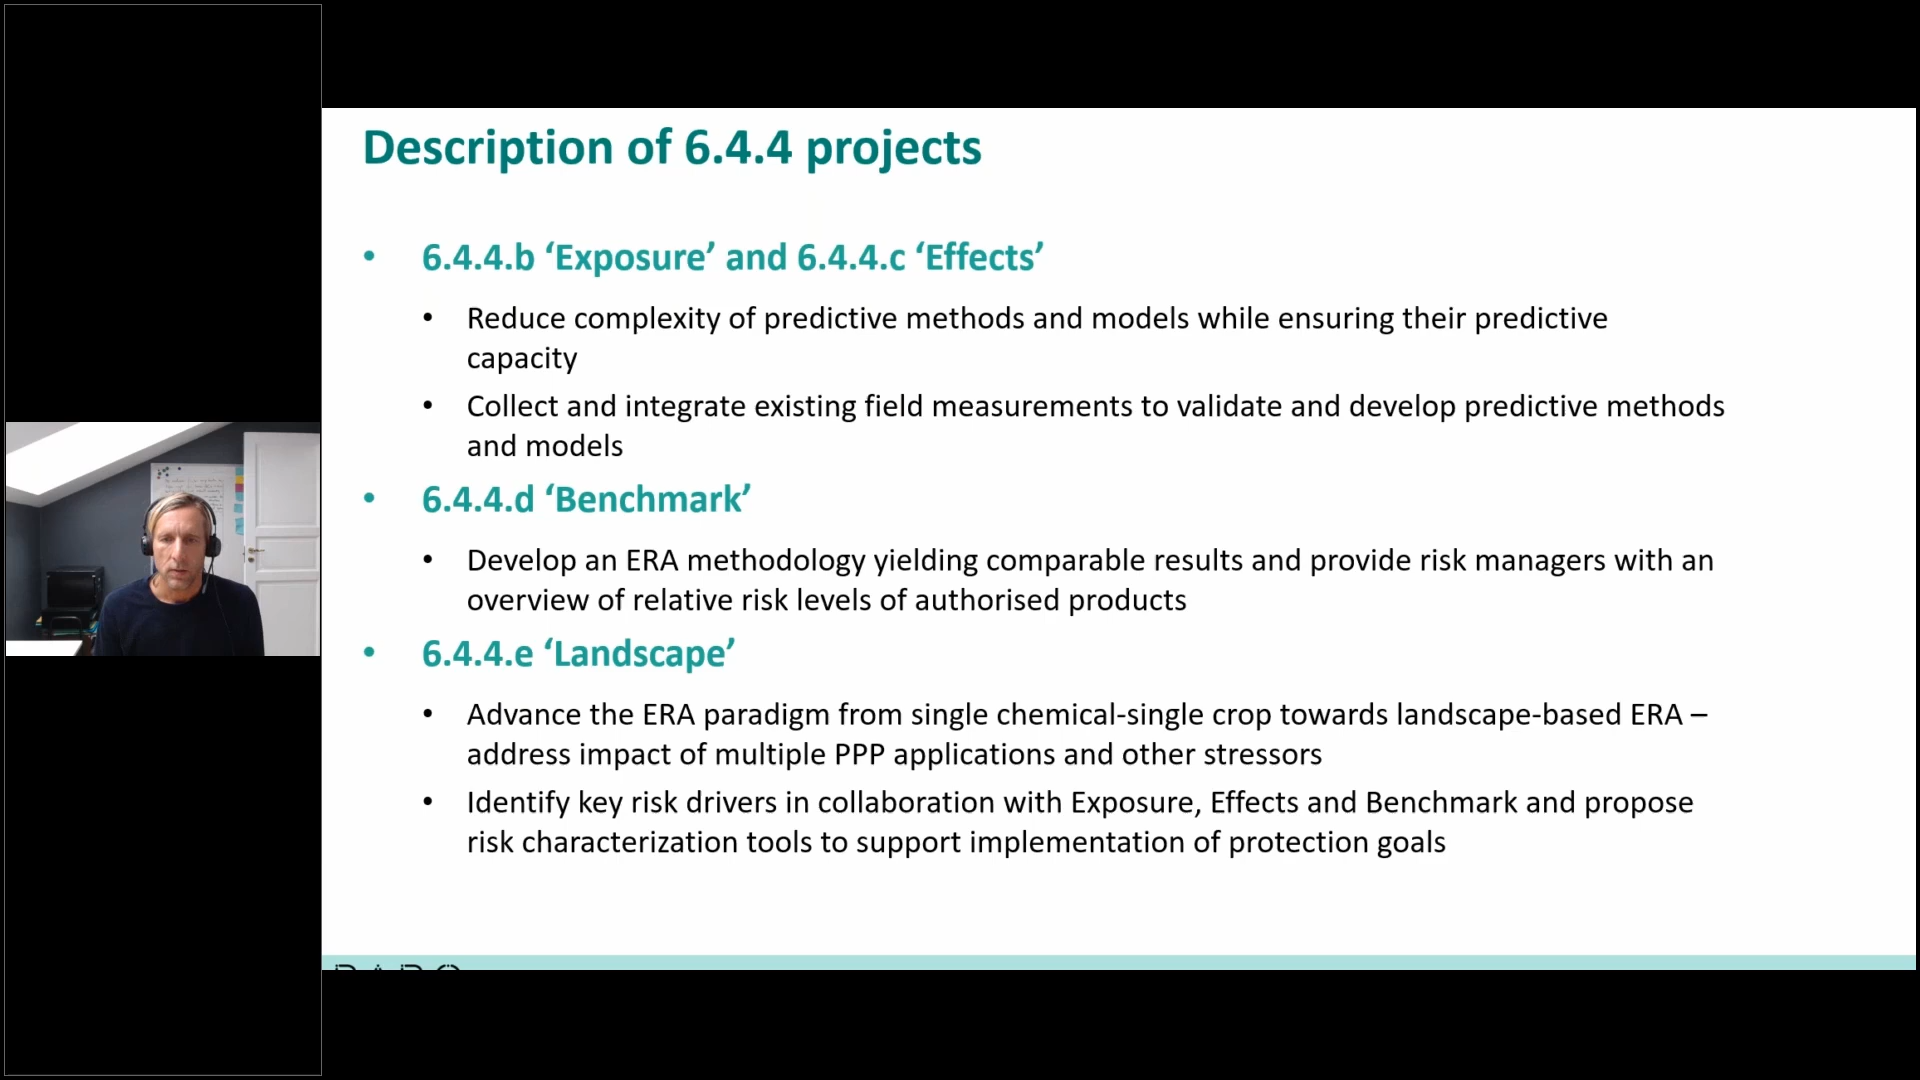 Description of 6.4.4 projects
• 6.4.4.b ‘Exposure’ and 6.4.4.c ‘Effects’
• Reduce complexity of predictive methods and models while ensuring their predictive
capacity
• Collect and integrate existing field measurements to validate and develop predictive methods
and models
• 6.4.4.d ‘Benchmark’
• Develop an ERA methodology yielding comparable results and provide risk managers with an
overview of relative risk levels of authorised products
• 6.4.4.e ‘Landscape’
• Advance the ERA paradigm from single chemical-single crop towards landscape-based ERA –
address impact of multiple PPP applications and other stressors
• Identify key risk drivers in collaboration with Exposure, Effects and Benchmark and propose
risk characterization tools to support implementation of protection goals